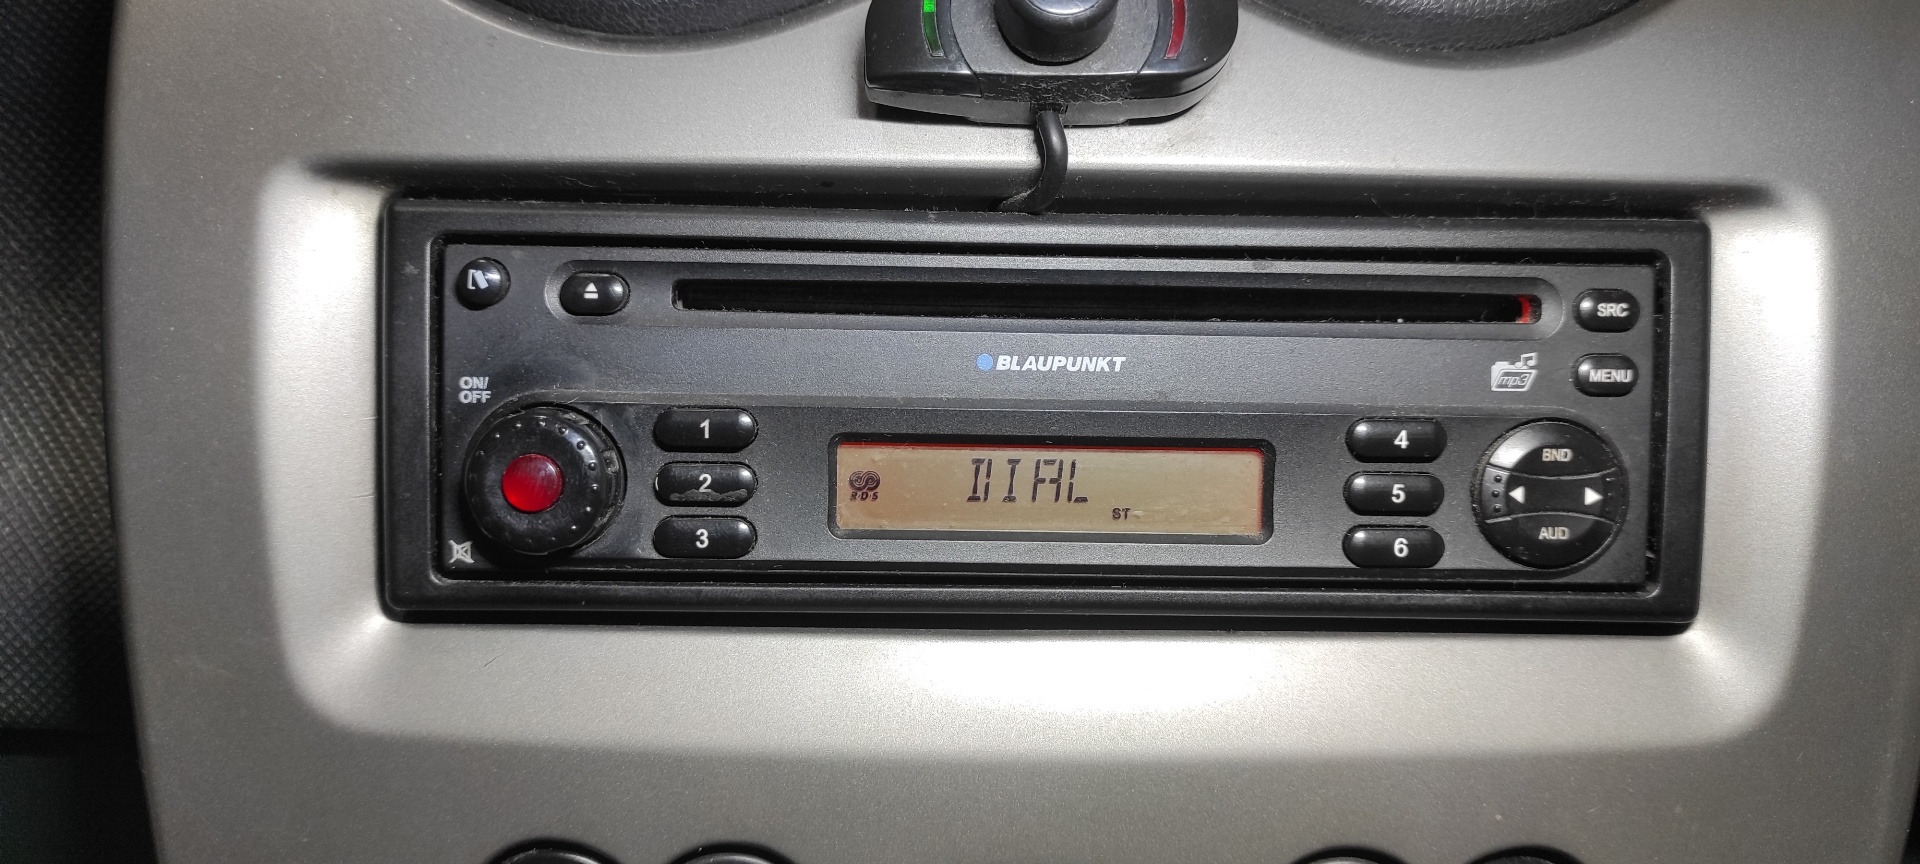 SRC
BLAUPUNKT
mp3
MENU
ON/
OFF
1
4
BND
2
RDS
DIAL
5
ST
3
6
AUD